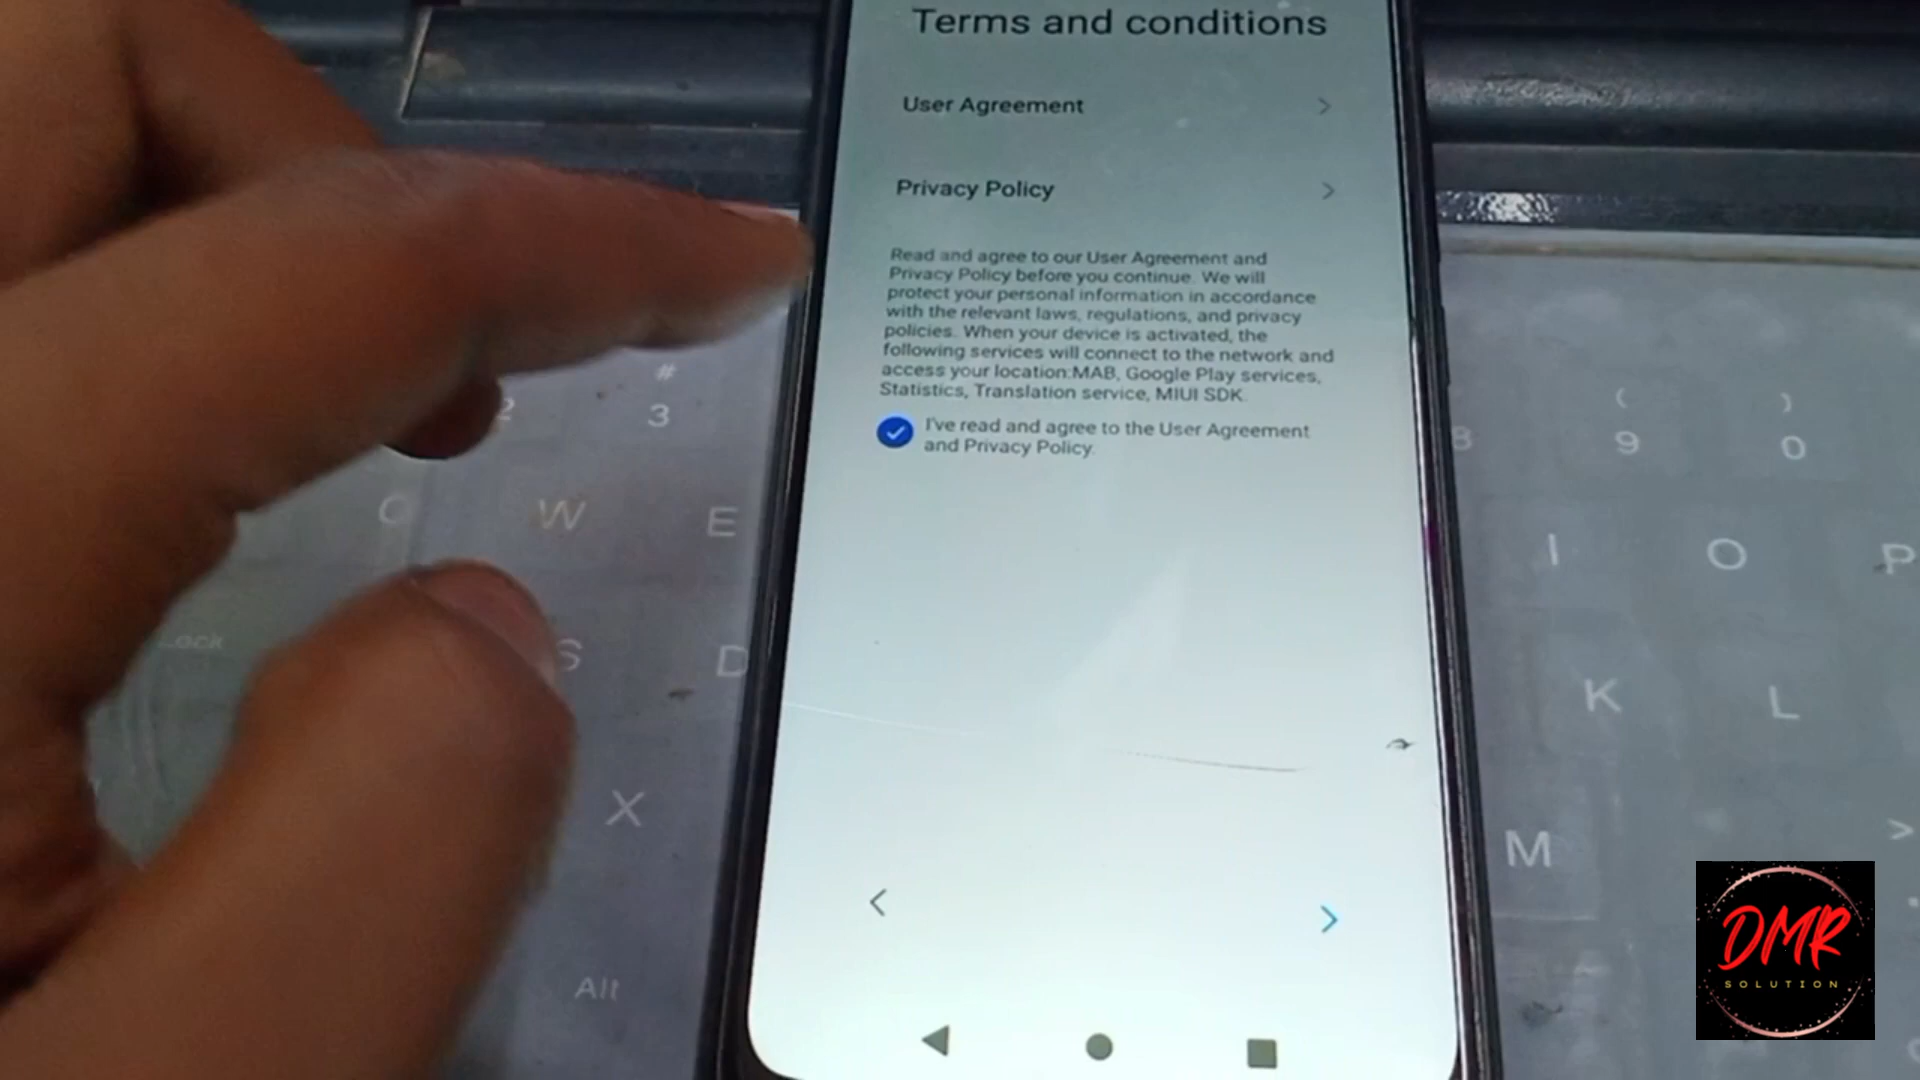 Terms and conditions
User Agreement
Privacy Policy
Read and agree to our User Agreement and
Privacy Policy before you continue. We will
protect your personal information in accordance
with the relevant laws, regulations, and privacy
policies. When your device is activated, the
following services will connect to the network and
access your location:MAB, Google Play services,
Statistics, Translation service, MIUI SDK.
I've read and agree to the User Agreement
and Privacy Policy.
#
2 3
( )
8 9 0
W E
I O P
Lock
S D
K L
X
M >
Alt
DMR
SOLUTION